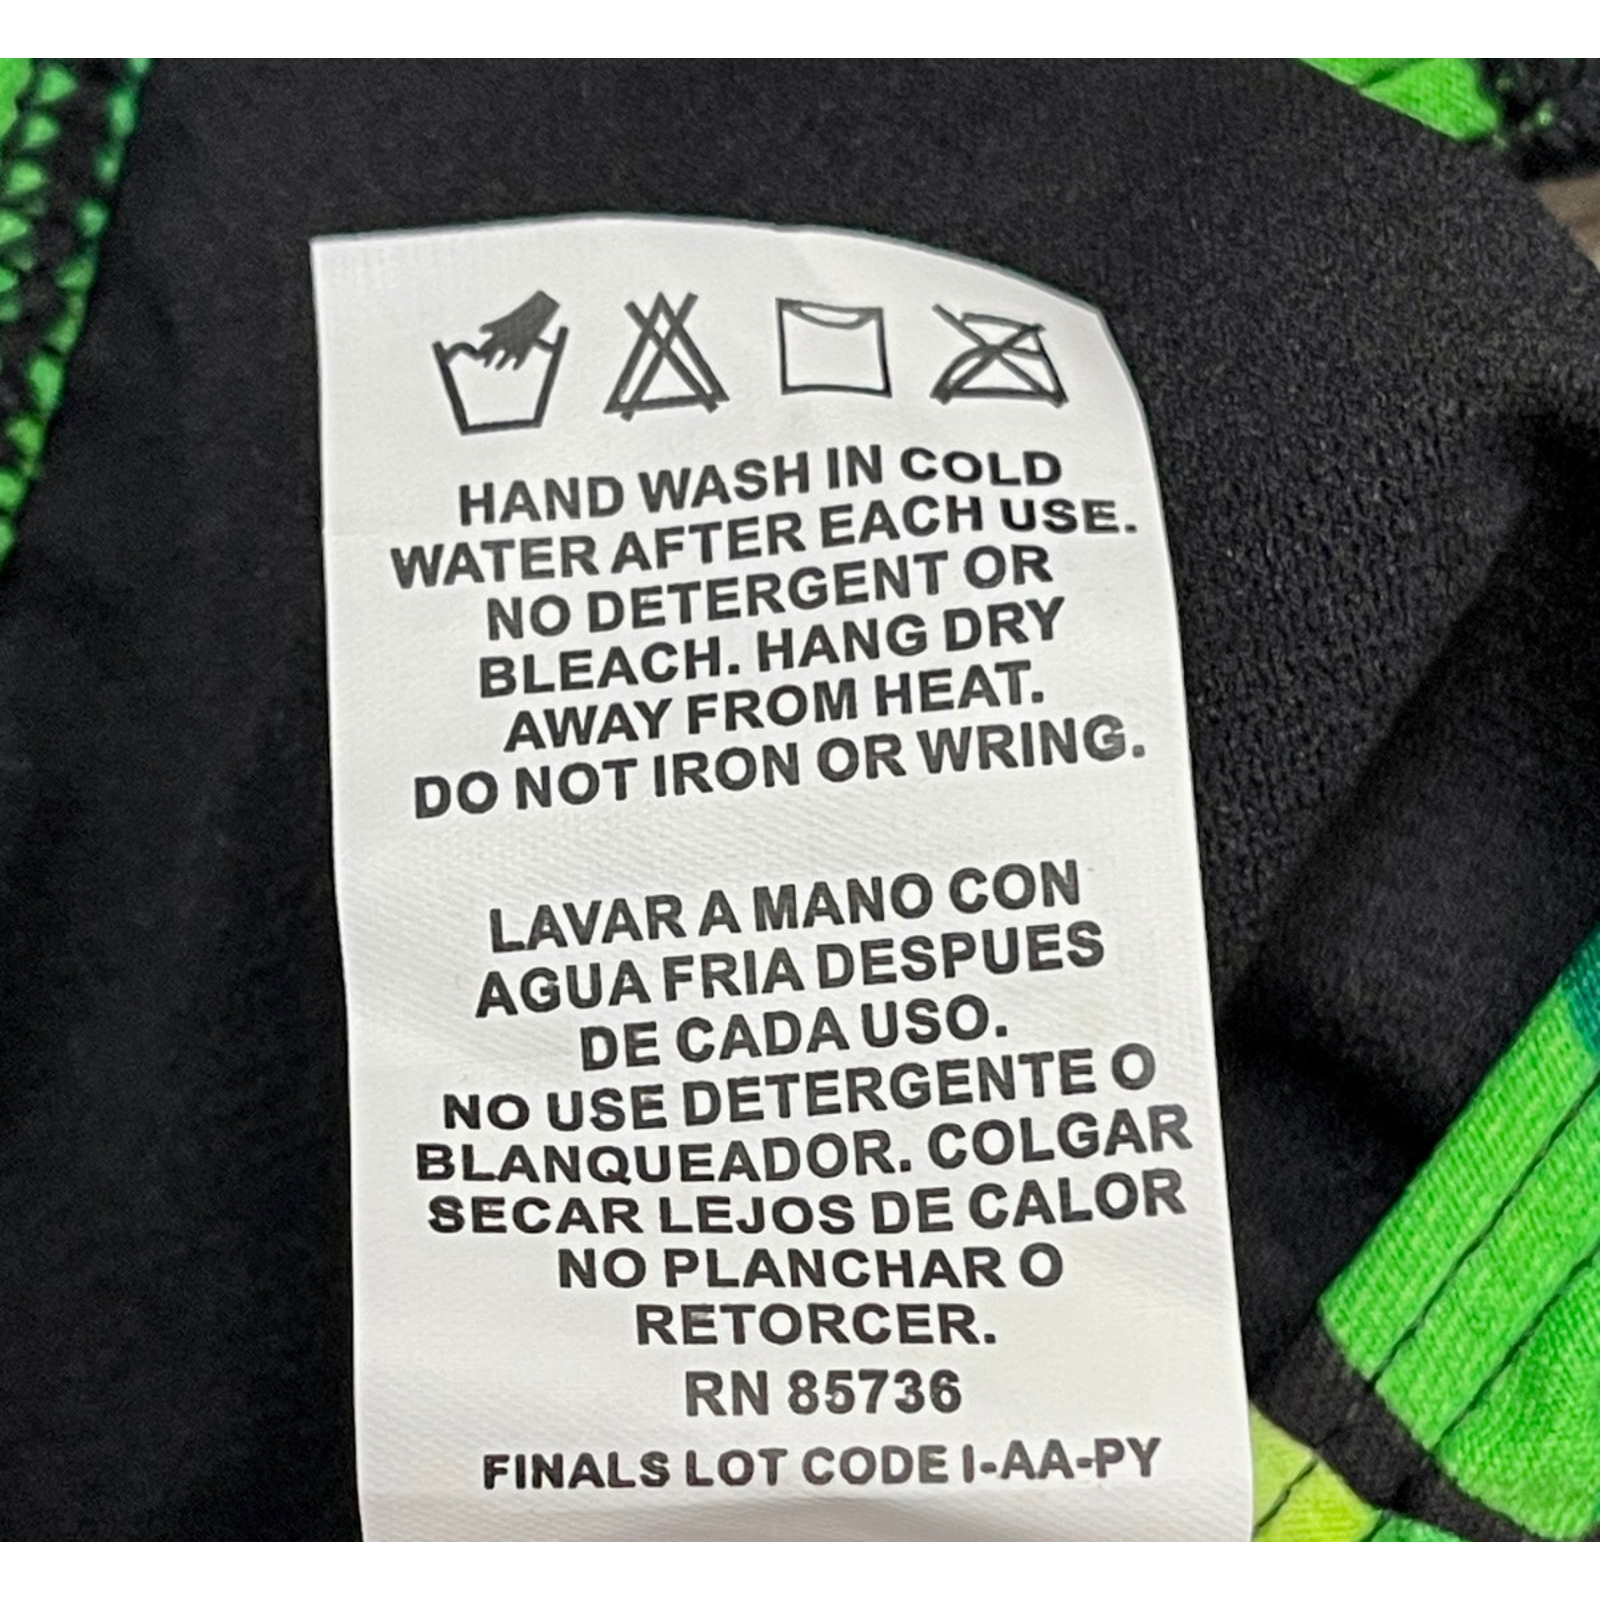 HAND WASH IN COLD
WATER AFTER EACH USE.
NO DETERGENT OR
BLEACH. HANG DRY
AWAY FROM HEAT.
DO NOT IRON OR WRING.
LAVAR A MANO CON
AGUA FRIA DESPUES
DE CADA USO.
NO USE DETERGENTE O
BLANQUEADOR. COLGAR
SECAR LEJOS DE CALOR
NO PLANCHAR O
RETORCER.
RN 85736
FINALS LOT CODE I-AA-PY